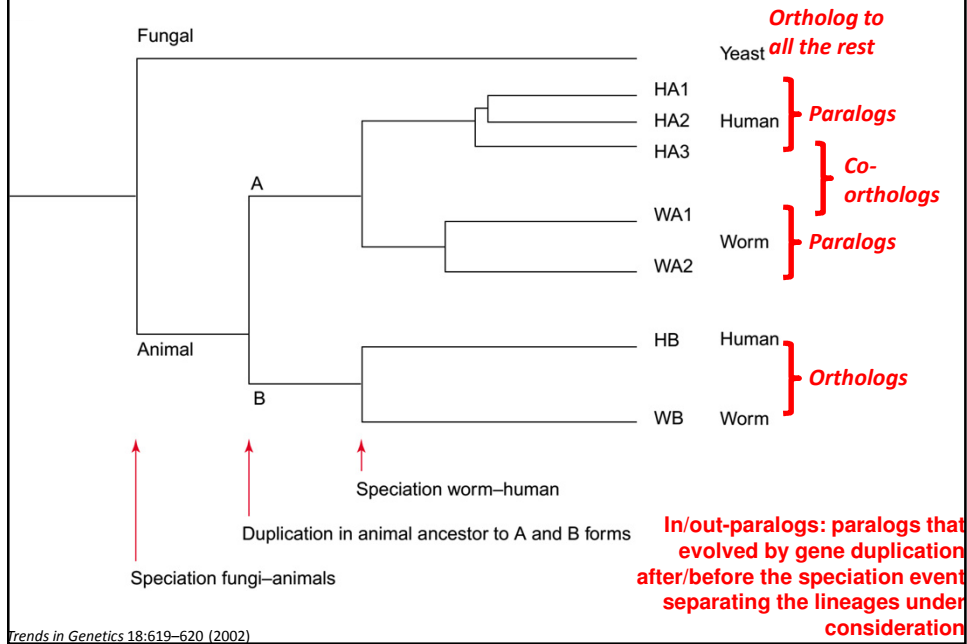 Fungal
Ortholog to
all the rest
Yeast
HA1
HA2
Human
Paralogs
HA3
A
Co-
orthologs
WA1
Worm
Paralogs
WA2
HB
Human
Animal
Orthologs
B
WB
Worm
Speciation worm–human
Duplication in animal ancestor to A and B forms
Speciation fungi–animals
In/out-paralogs: paralogs that
evolved by gene duplication
after/before the speciation event
separating the lineages under
consideration
Trends in Genetics 18:619–620 (2002)